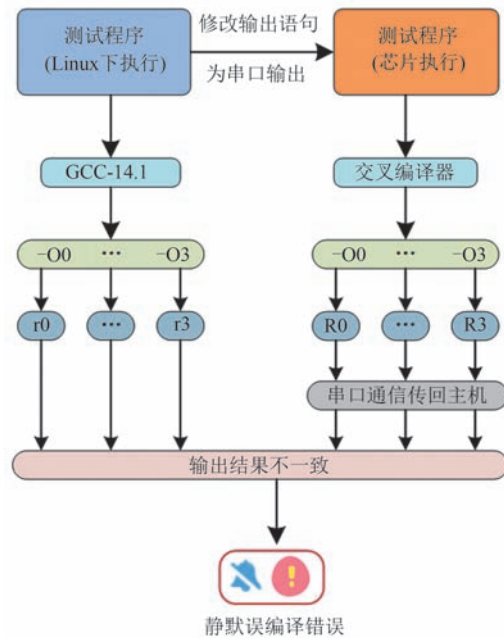 测试程序
(Linux下执行)
修改输出语句
为串口输出
测试程序
(芯片执行)
GCC-14.1
交叉编译器
-O0 ··· -O3
-O0 ··· -O3
r0 ··· r3
R0 ··· R3
串口通信传回主机
输出结果不一致
静默误编译错误